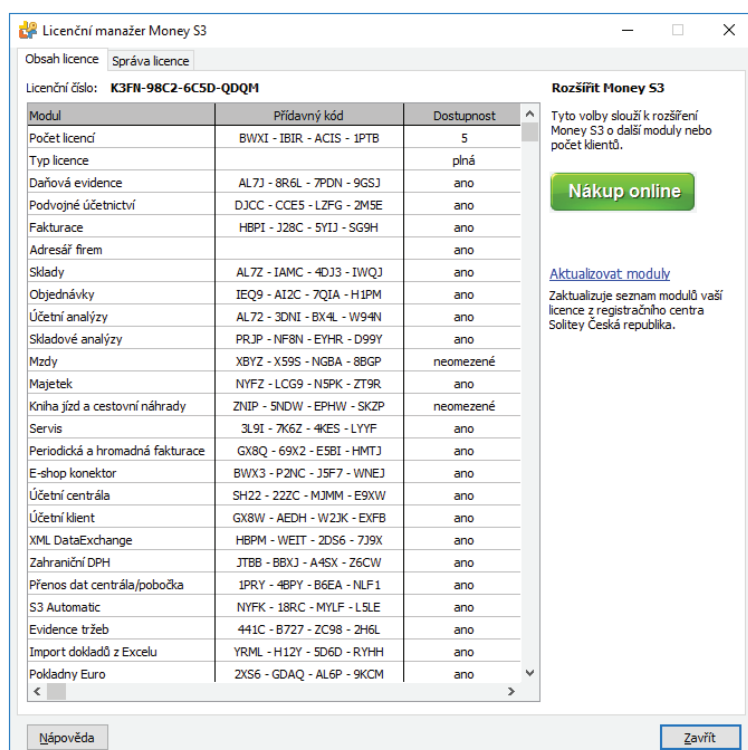 Licenční manažer Money S3
Obsah licence Správa licence
Licenční číslo: K3FN-98C2-6C5D-QDQM
Modul Přídavný kód Dostupnost
Počet licencí BWXI - IBIR - ACIS - 1PTB 5
Typ licence plná
Daňová evidence AL7J - 8R6L - 7PDN - 9GSJ ano
Podvojné účetnictví DJCC - CCE5 - LZFG - 2M5E ano
Fakturace HBPI - J28C - 5YIJ - SG9H ano
Adresář firem ano
Sklady AL7Z - IAMC - 4DJ3 - IWQJ ano
Objednávky IEQ9 - AI2C - 7QIA - H1PM ano
Účetní analýzy AL72 - 3DNI - BX4L - W94N ano
Skladové analýzy PRJP - NF8N - EYHR - D99Y ano
Mzdy XBYZ - X59S - NGBA - 8BGP neomezené
Majetek NYFZ - LCG9 - N5PK - ZT9R ano
Kniha jízd a cestovní náhrady ZNIP - 5NDW - EPHW - SKZP neomezené
Servis 3L9I - 7K6Z - 4KES - LYYF ano
Periodická a hromadná fakturace GX8Q - 69X2 - E5BI - HMTJ ano
E-shop konektor BWX3 - P2NC - J5F7 - WNEJ ano
Účetní centrála SH22 - 22ZC - MJMM - E9XW ano
Účetní klient GX8W - AEDH - W2JK - EXFB ano
XML DataExchange HBPM - WEIT - 2DS6 - 7J9X ano
Zahraniční DPH JTBB - BBXJ - A4SX - Z6CW ano
Přenos dat centrála/pobočka 1PRY - 4BPY - B6EA - NLF1 ano
S3 Automatic NYFK - 18RC - MYLF - L5LE ano
Evidence tržeb 441C - B727 - ZC98 - 2H6L ano
Import dokladů z Excelu YRML - H12Y - 5D6D - RYHH ano
Pokladny Euro 2XS6 - GDAQ - AL6P - 9KCM ano
Rozšířit Money S3
Tyto volby slouží k rozšíření
Money S3 o další moduly nebo
počet klientů.
Nákup online
Aktualizovat moduly
Zaktualizuje seznam modulů vaší
licence z registračního centra
Solitey Česká republika.
Nápověda Zavřít